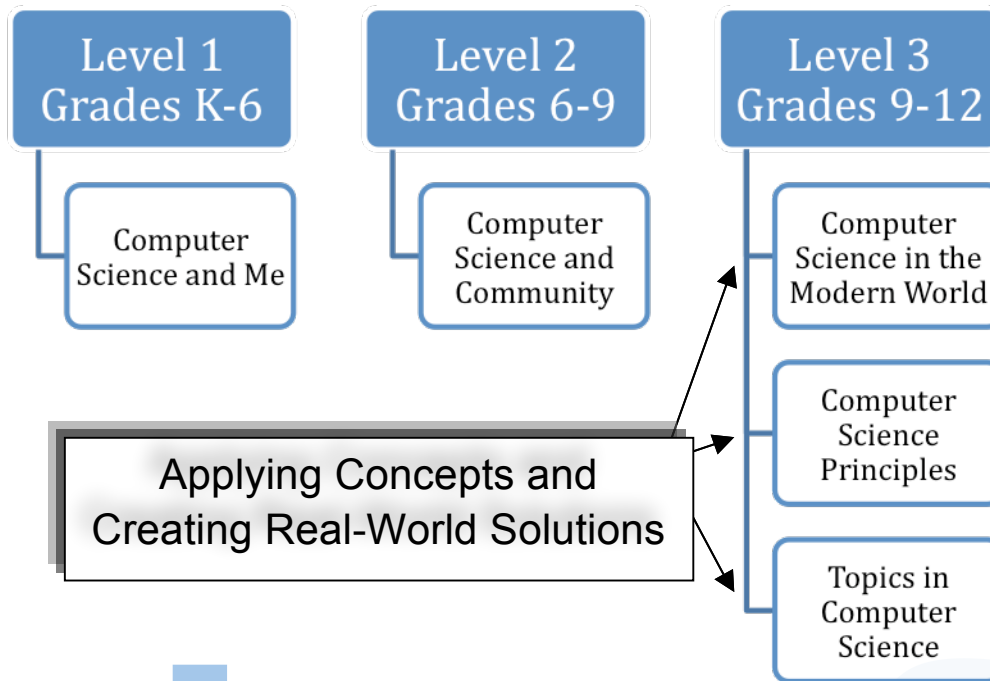 Level 1
Grades K-6
Computer
Science and Me
Level 2
Grades 6-9
Computer
Science and
Community
Level 3
Grades 9-12
Computer
Science in the
Modern World
Computer
Science
Principles
Topics in
Computer
Science
Applying Concepts and
Creating Real-World Solutions